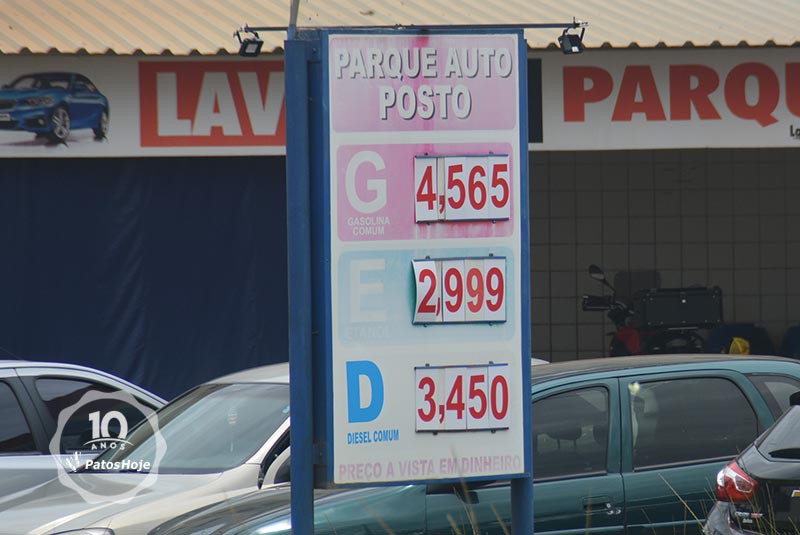 LAV
PARQU
PARQUE AUTO
POSTO
G
GASOLINA
COMUM
4,565
E
ETANOL
2,999
D
DIESEL COMUM
3,450
PREÇO A VISTA EM DINHEIRO
10
ANOS
PatosHoje